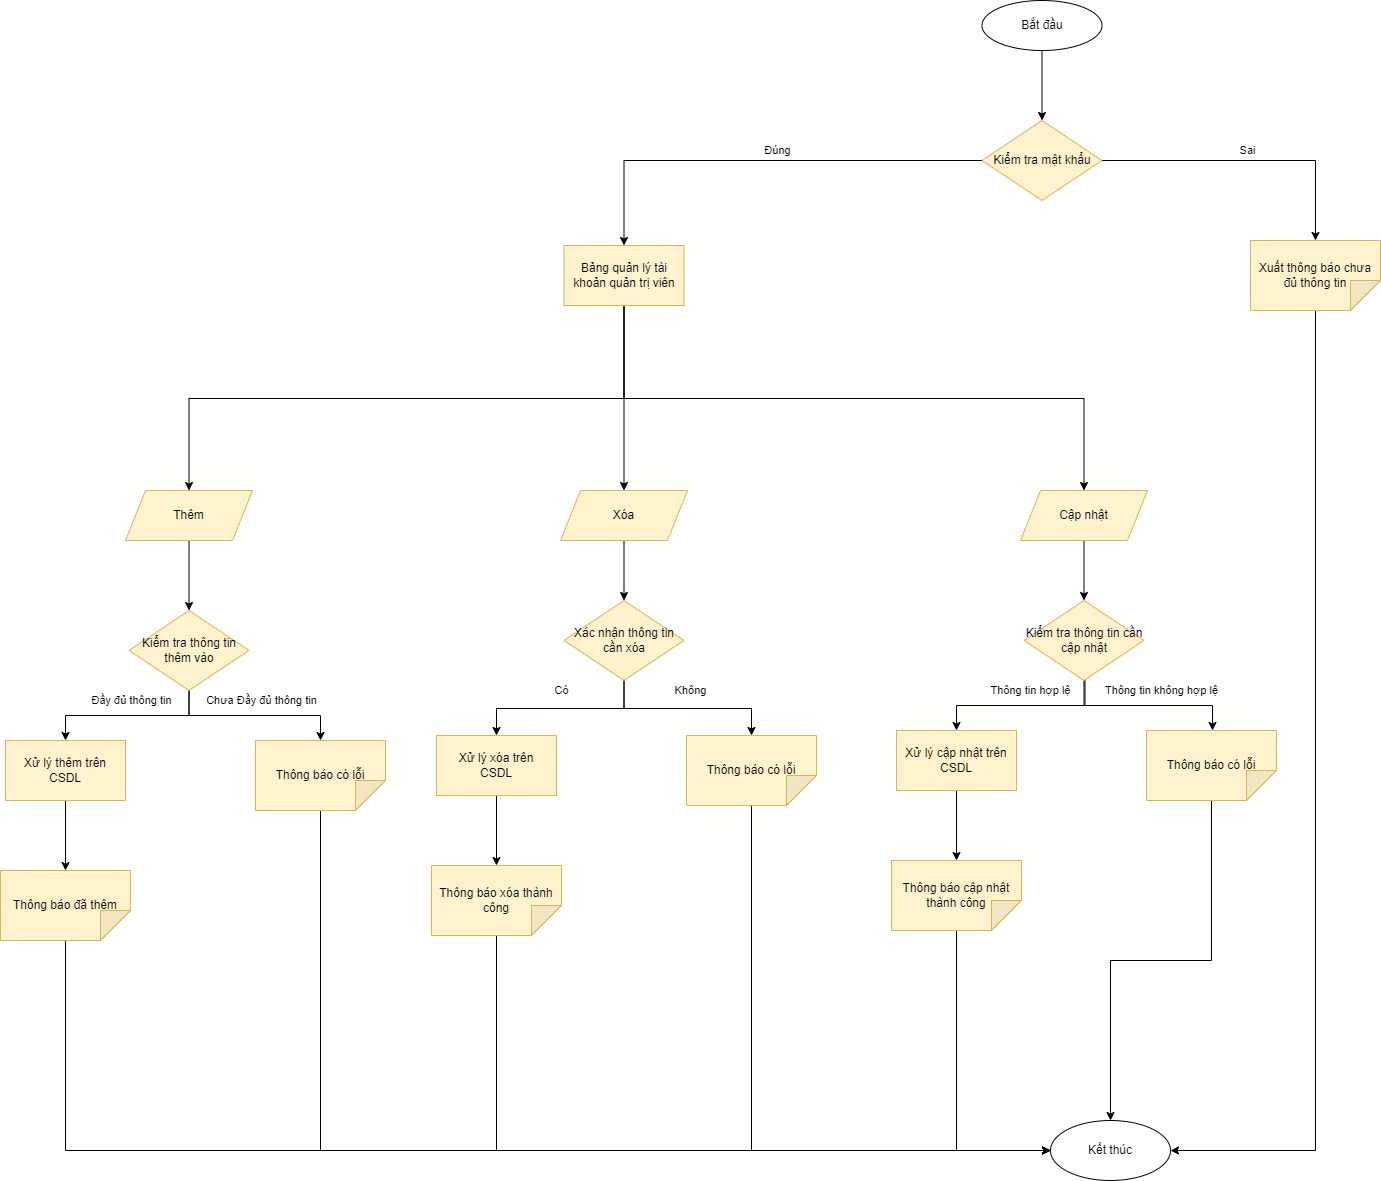 Bắt đầu
Kiểm tra mật khẩu
Đúng
Sai
Bảng quản lý tài
khoản quản trị viên
Xuất thông báo chưa
đủ thông tin
Thêm
Xóa
Cập nhật
Kiểm tra thông tin
thêm vào
Xác nhận thông tin
cần xóa
Kiểm tra thông tin cần
cập nhật
Đầy đủ thông tin
Chưa Đầy đủ thông tin
Có
Không
Thông tin hợp lệ
Thông tin không hợp lệ
Xử lý thêm trên
CSDL
Thông báo có lỗi
Xử lý xóa trên
CSDL
Thông báo có lỗi
Xử lý cập nhật trên
CSDL
Thông báo có lỗi
Thông báo đã thêm
Thông báo xóa thành
công
Thông báo cập nhật
thành công
Kết thúc